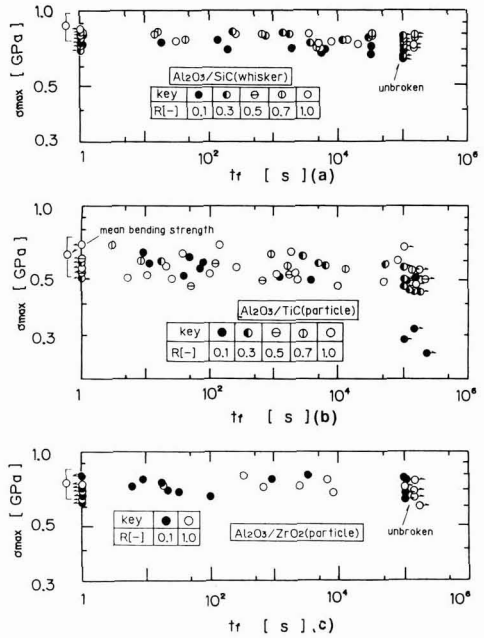 σmax [ GPa ]
1.0
0.5
0.3
Al2O3/SiC(whisker)
key
R[-] 0.1 0.3 0.5 0.7 1.0
unbroken
1 10² 10⁴ 10⁶
tf [ s ](a)
σmax [ GPa ]
1.0
mean bending strength
0.5
0.3
Al2O3/TiC(particle)
key
R[-] 0.1 0.3 0.5 0.7 1.0
1 10² 10⁴ 10⁶
tf [ s ](b)
σmax [ GPa ]
1.0
0.5
0.3
key
R[-] 0.1 1.0
Al2O3/ZrO2(particle)
unbroken
1 10² 10⁴ 10⁶
tf [ s ],c)